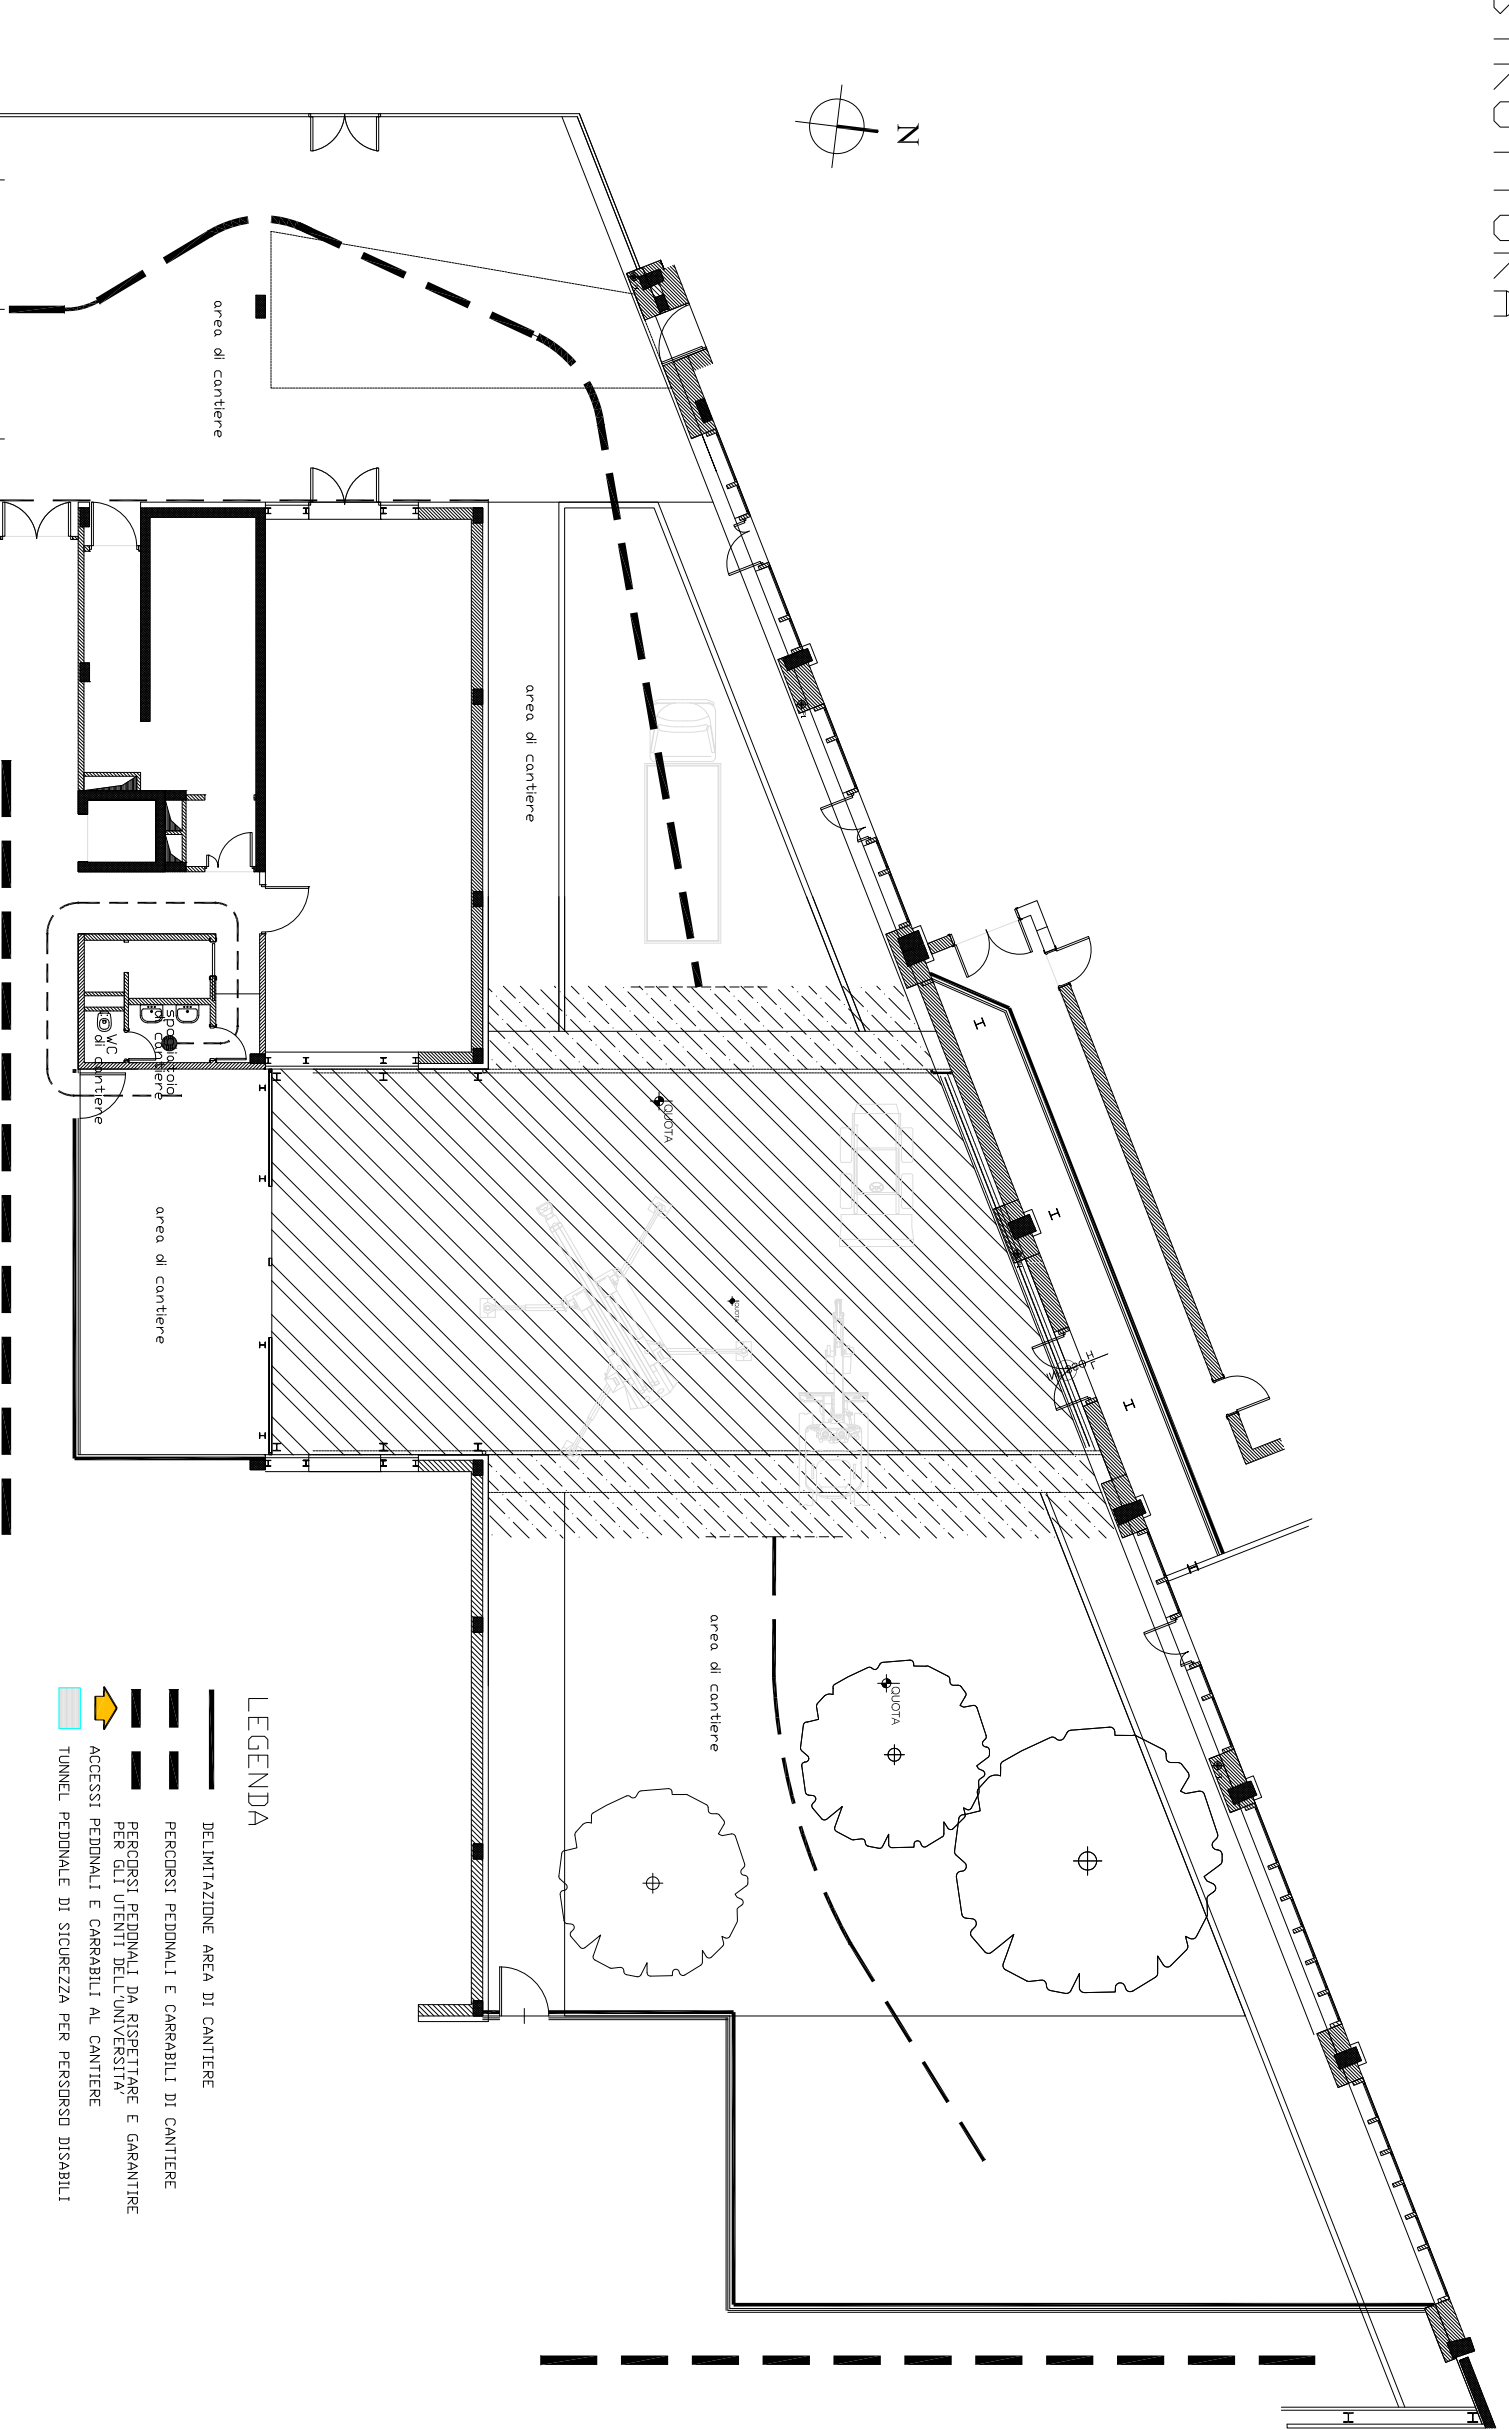 N
area di cantiere
area di cantiere
spogliatoio
di cantiere
WC
di cantiere
area di cantiere
QUOTA
QUOTA
QUOTA
area di cantiere
LEGENDA
DELIMITAZIONE AREA DI CANTIERE
PERCORSI PEDONALI E CARRABILI DI CANTIERE
PERCORSI PEDONALI DA RISPETTARE E GARANTIRE
PER GLI UTENTI DELL'UNIVERSITA'
ACCESSI PEDONALI E CARRABILI AL CANTIERE
TUNNEL PEDONALE DI SICUREZZA PER PERSORSO DISABILI